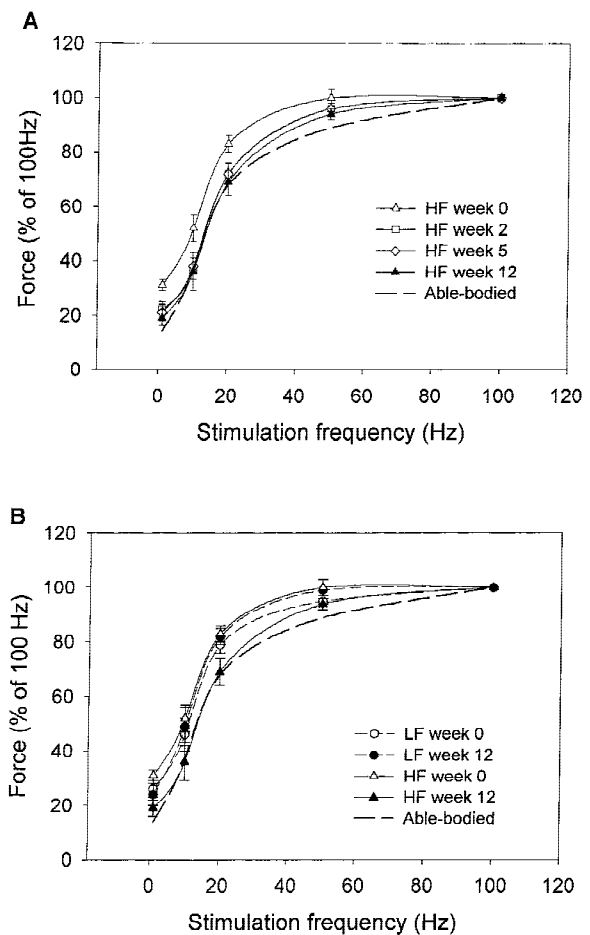 A
120
100
80
60
40
20
0
Force (% of 100Hz)
HF week 0
HF week 2
HF week 5
HF week 12
Able-bodied
0 20 40 60 80 100 120
Stimulation frequency (Hz)
B
120
100
80
60
40
20
0
Force (% of 100 Hz)
LF week 0
LF week 12
HF week 0
HF week 12
Able-bodied
0 20 40 60 80 100 120
Stimulation frequency (Hz)